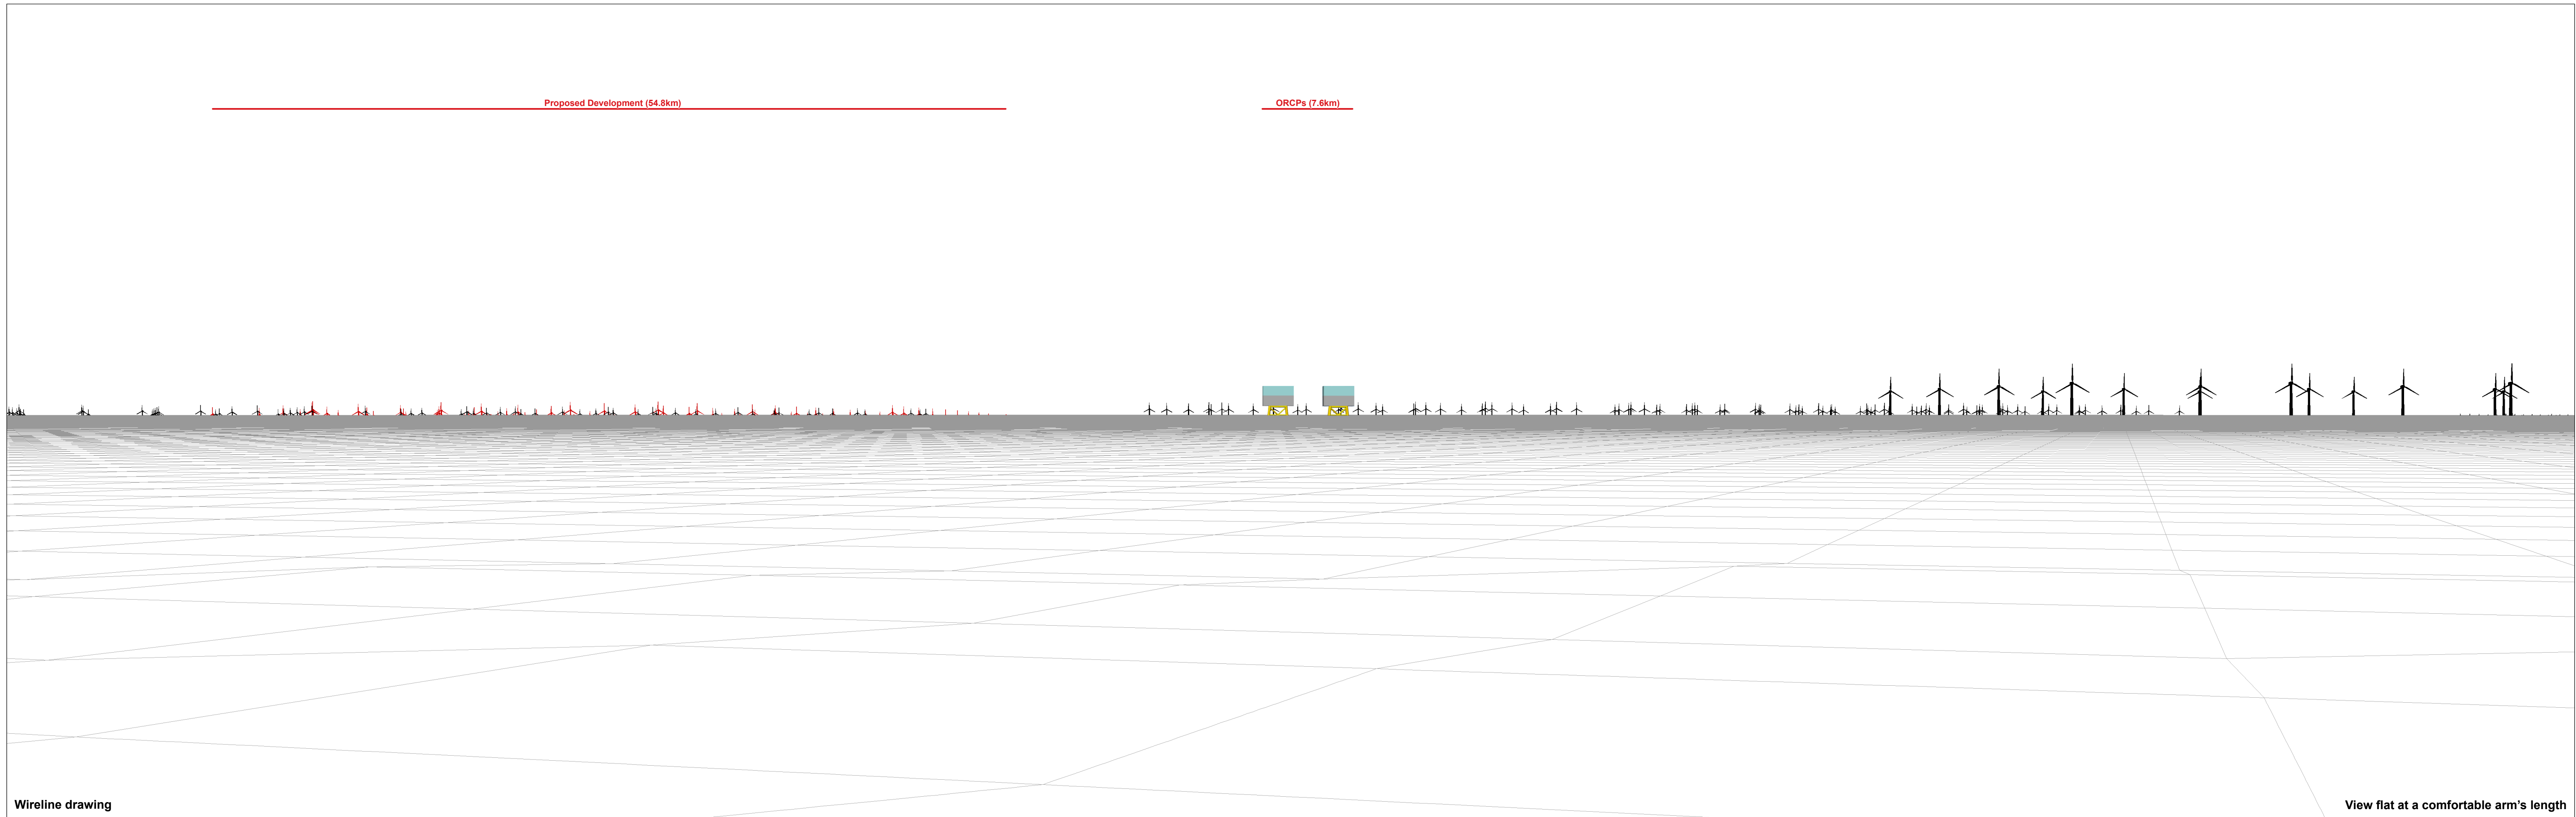 Proposed Development (54.8km)
ORCPs (7.6km)
Wireline drawing
View flat at a comfortable arm's length